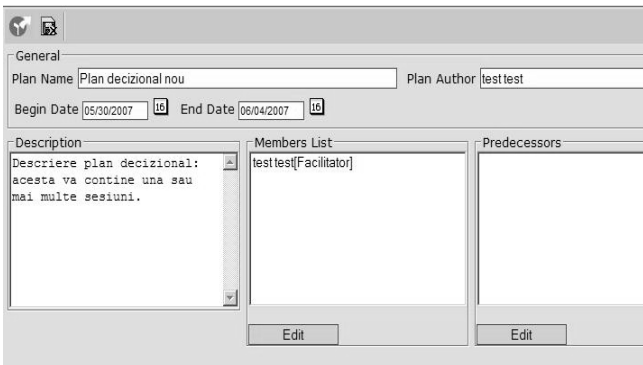 General
Plan Name Plan decizional nou Plan Author test test
Begin Date 05/30/2007 16 End Date 06/04/2007 16
Description
Descriere plan decizional:
acesta va contine una sau
mai multe sesiuni.
Members List
test test[Facilitator]
Edit
Predecessors
Edit